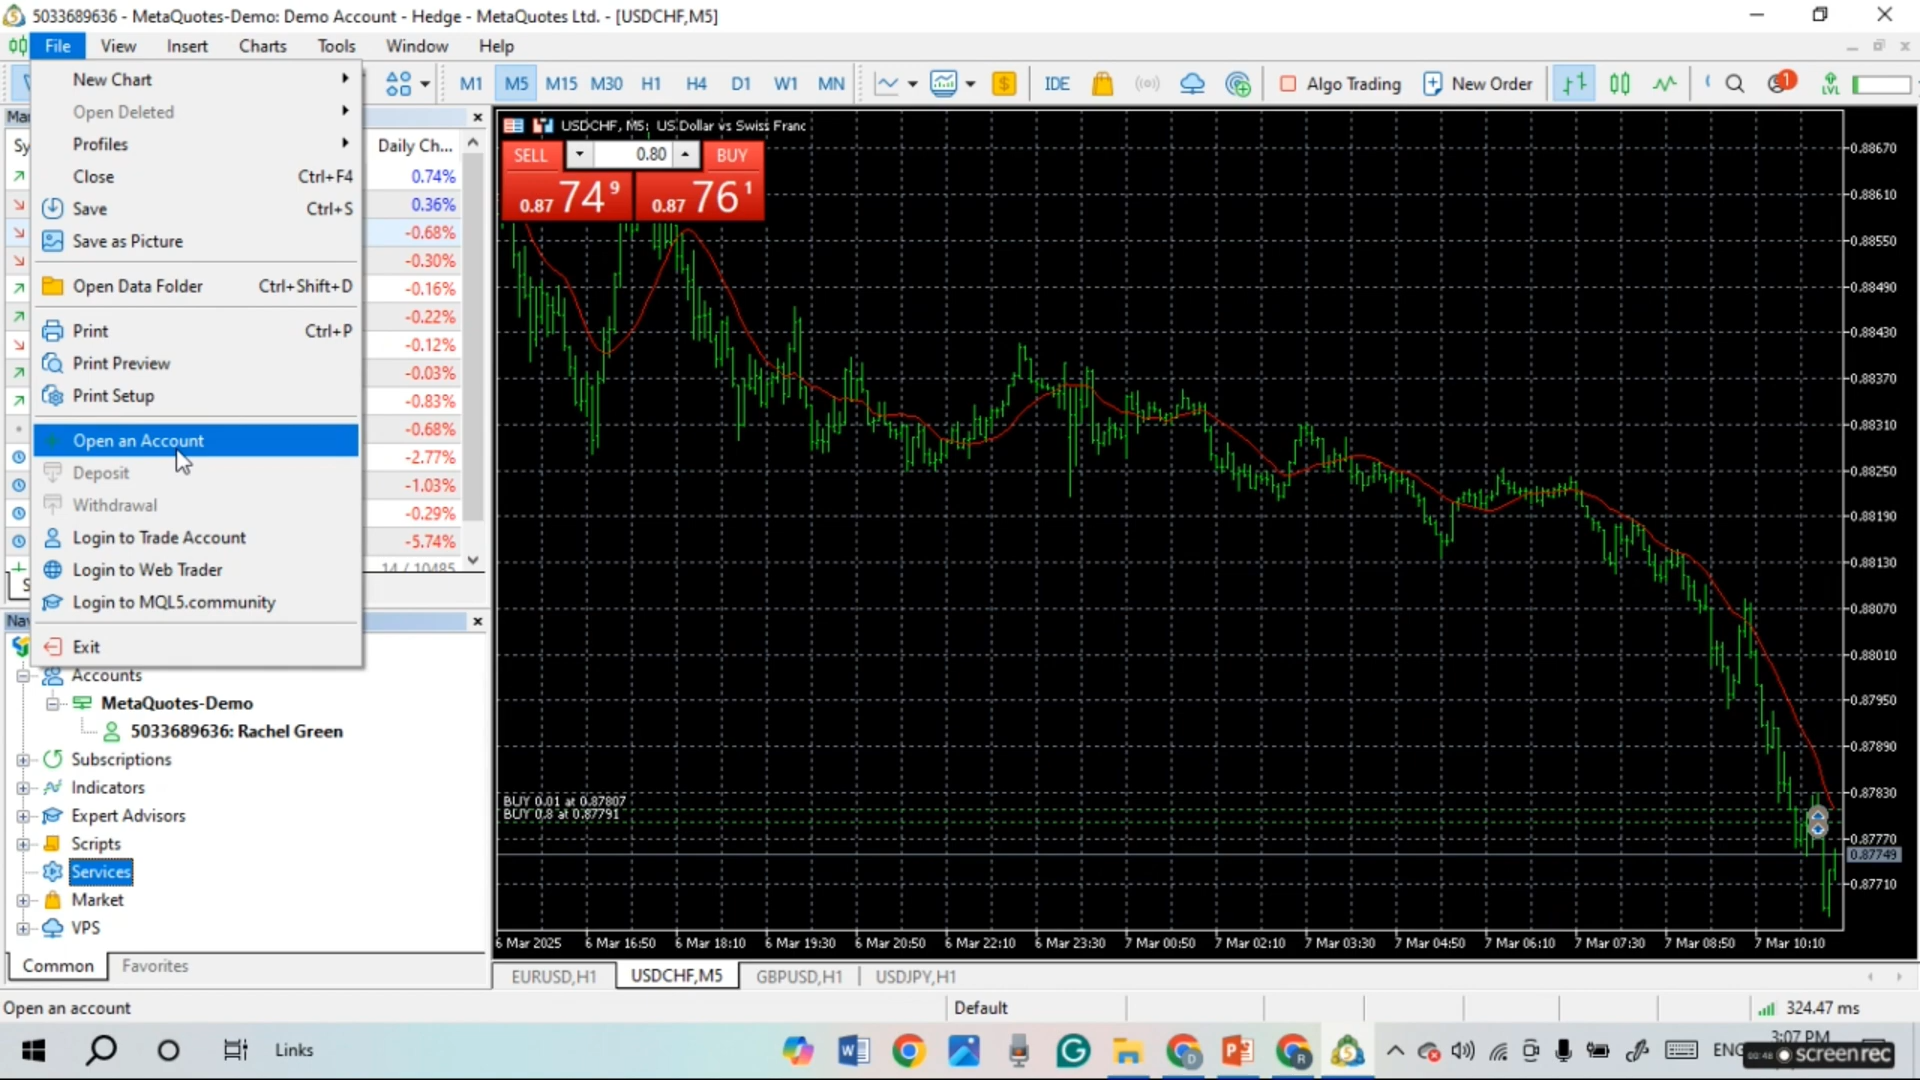 5033689636 - MetaQuotes-Demo: Demo Account - Hedge - MetaQuotes Ltd. - [USDCHF,M5]
File View Insert Charts Tools Window Help
M1 M5 M15 M30 H1 H4 D1 W1 MN $ IDE Algo Trading New Order 1 LVL
New Chart
Open Deleted
Profiles
Close Ctrl+F4
Save Ctrl+S
Save as Picture
Open Data Folder Ctrl+Shift+D
Print Ctrl+P
Print Preview
Print Setup
Open an Account
Deposit
Withdrawal
Login to Trade Account
Login to Web Trader
Login to MQL5.community
Exit
Daily Ch...
0.74%
0.36%
-0.68%
-0.30%
-0.16%
-0.22%
-0.12%
-0.03%
-0.83%
-0.68%
-2.77%
-1.03%
-0.29%
-5.74%
14 / 10485
Accounts
MetaQuotes-Demo
5033689636: Rachel Green
Subscriptions
Indicators
Expert Advisors
Scripts
Services
Market
VPS
Common Favorites
USDCHF, M5: US Dollar vs Swiss Franc
SELL 0.80 BUY
0.87 74 9 0.87 76 1
BUY 0.01 at 0.87807
BUY 0.8 at 0.87791
0.88670
0.88610
0.88550
0.88490
0.88430
0.88370
0.88310
0.88250
0.88190
0.88130
0.88070
0.88010
0.87950
0.87890
0.87830
0.87770
0.87749
0.87710
6 Mar 2025 6 Mar 16:50 6 Mar 18:10 6 Mar 19:30 6 Mar 20:50 6 Mar 22:10 6 Mar 23:30 7 Mar 00:50 7 Mar 02:10 7 Mar 03:30 7 Mar 04:50 7 Mar 06:10 7 Mar 07:30 7 Mar 08:50 7 Mar 10:10
EURUSD,H1 USDCHF,M5 GBPUSD,H1 USDJPY,H1
Open an account Default 324.47 ms
Links ENG 3:07 PM
00:48 screenrec